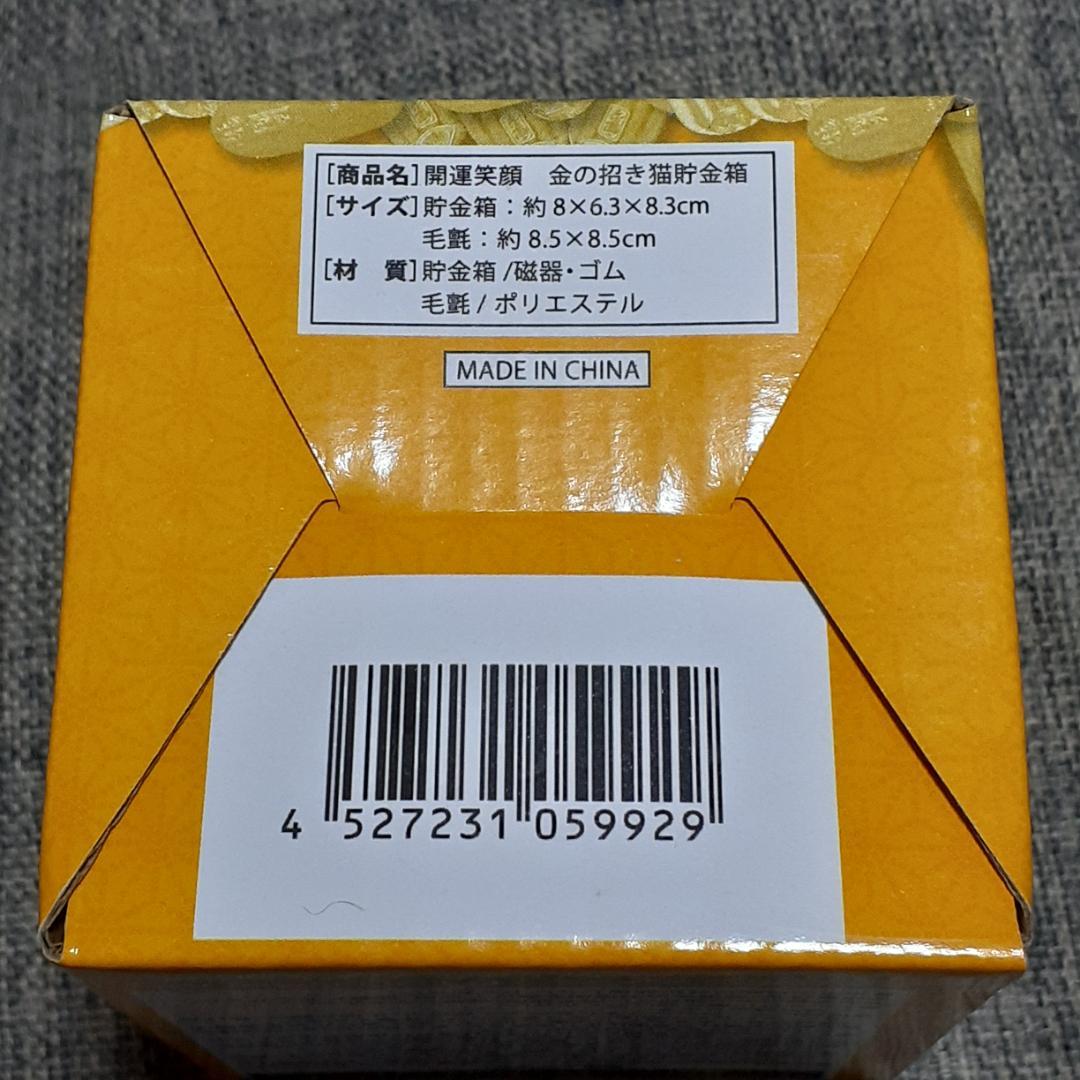 [商品名]開運笑顔　金の招き猫貯金箱
[サイズ]貯金箱：約 8×6.3×8.3cm
毛氈：約 8.5×8.5cm
[材　質]貯金箱/磁器・ゴム
毛氈/ポリエステル
MADE IN CHINA
4 527231 059929